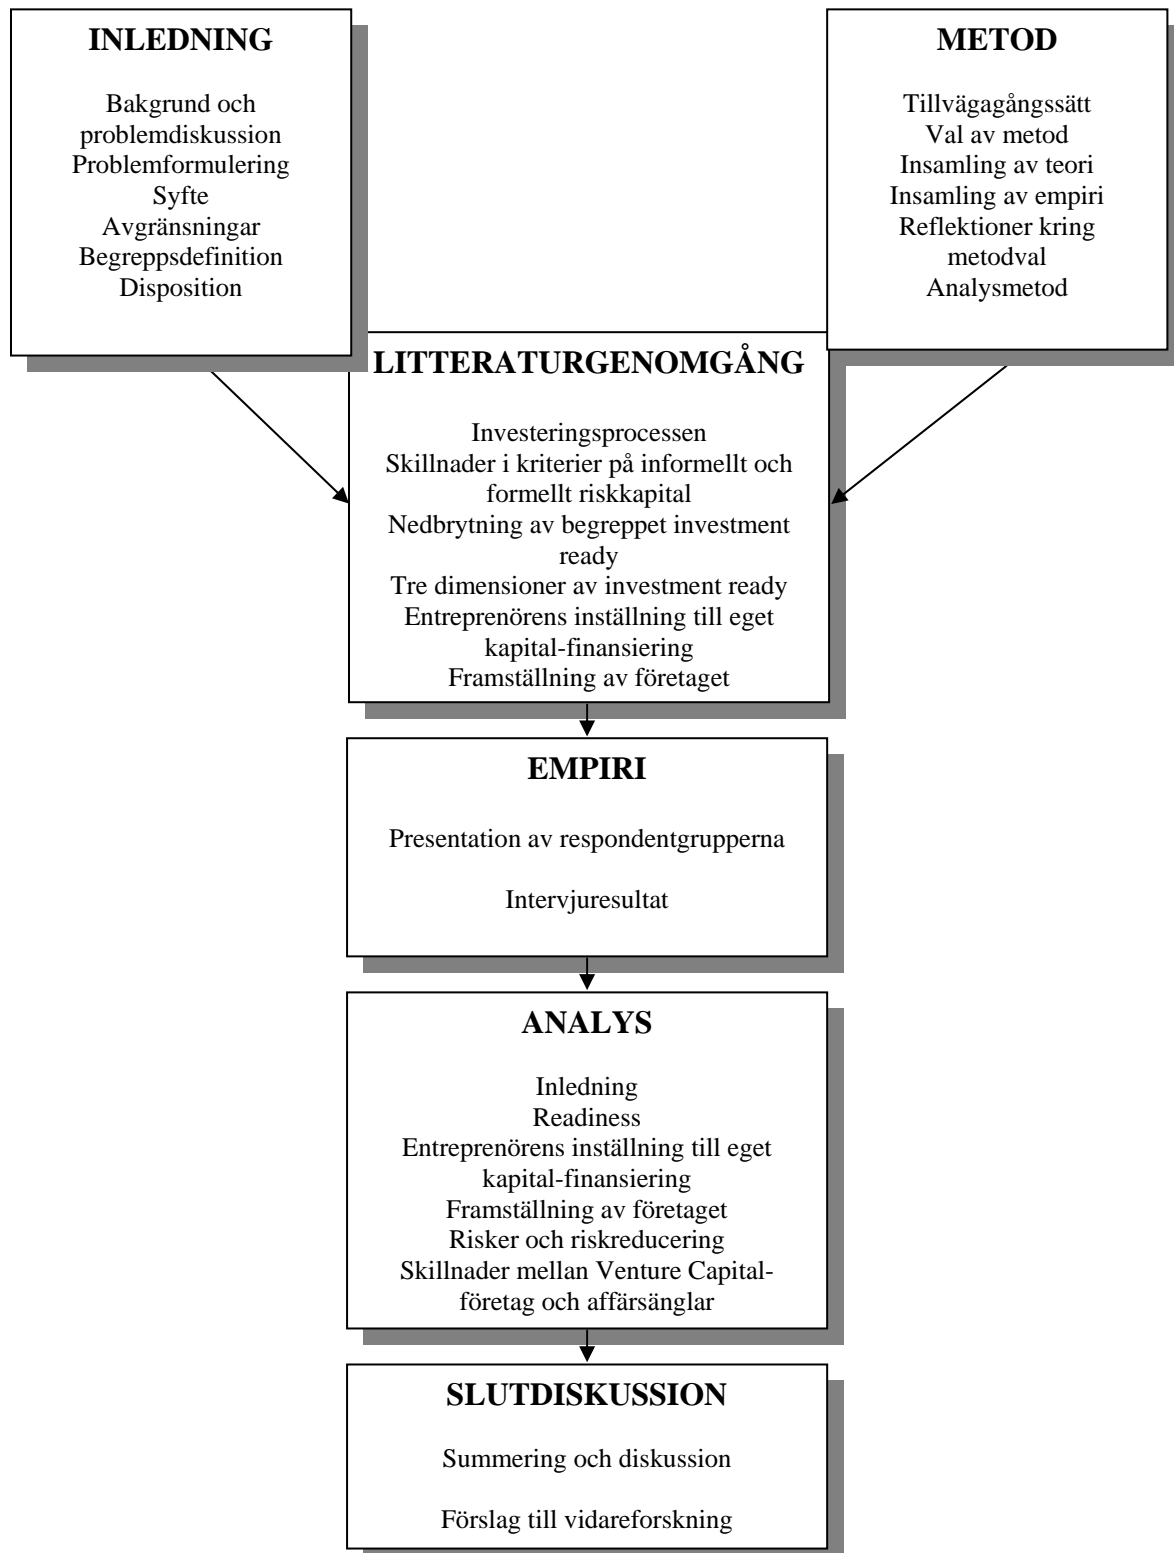 INLEDNING
Bakgrund och
problemdiskussion
Problemformulering
Syfte
Avgränsningar
Begreppsdefinition
Disposition
METOD
Tillvägagångssätt
Val av metod
Insamling av teori
Insamling av empiri
Reflektioner kring
metodval
Analysmetod
LITTERATURGENOMGÅNG
Investeringsprocessen
Skillnader i kriterier på informellt och
formellt riskkapital
Nedbrytning av begreppet investment
ready
Tre dimensioner av investment ready
Entreprenörens inställning till eget
kapital-finansiering
Framställning av företaget
EMPIRI
Presentation av respondentgrupperna
Intervjuresultat
ANALYS
Inledning
Readiness
Entreprenörens inställning till eget
kapital-finansiering
Framställning av företaget
Risker och riskreducering
Skillnader mellan Venture Capital-
företag och affärsänglar
SLUTDISKUSSION
Summering och diskussion
Förslag till vidareforskning